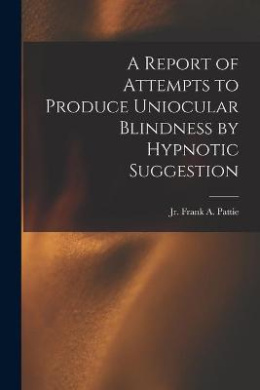 A Report of
Attempts to
Produce Uniocular
Blindness by
Hypnotic
Suggestion
Jr. Frank A. Pattie